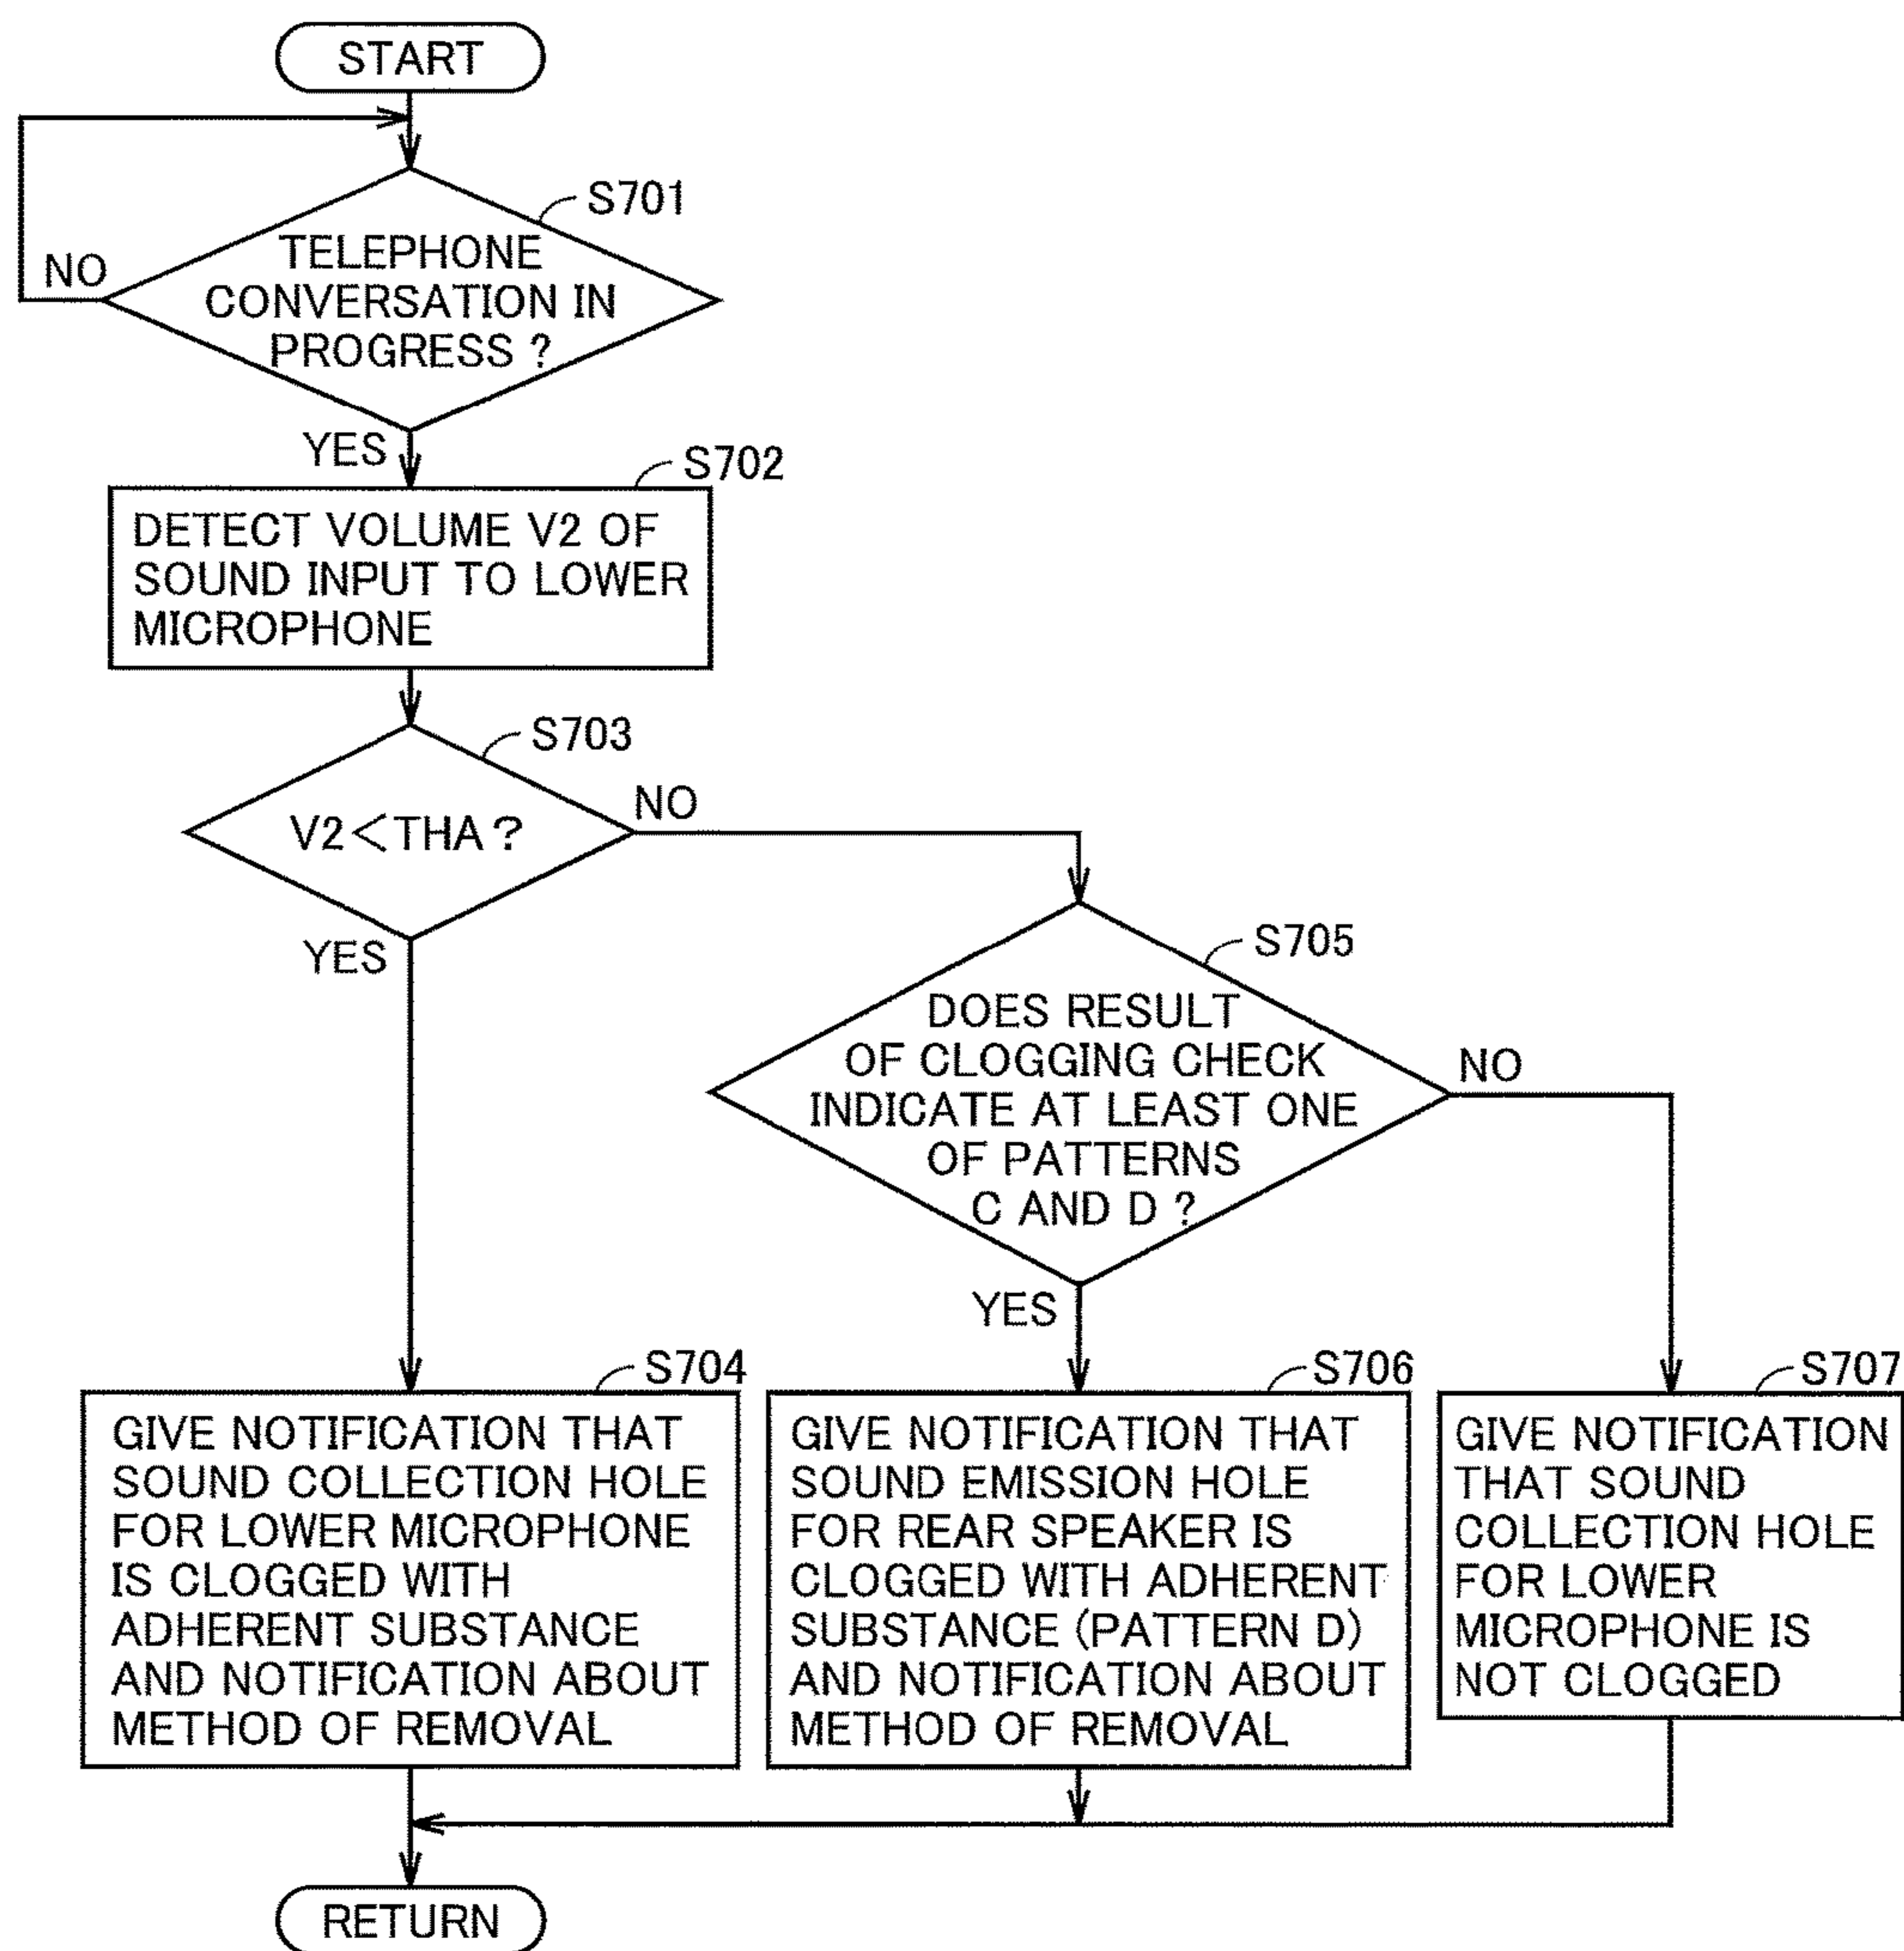 START
S701
TELEPHONE
CONVERSATION IN
PROGRESS ?
NO
YES
S702
DETECT VOLUME V2 OF
SOUND INPUT TO LOWER
MICROPHONE
S703
V2<THA ?
NO
YES
S705
DOES RESULT
OF CLOGGING CHECK
INDICATE AT LEAST ONE
OF PATTERNS
C AND D ?
NO
YES
S704
GIVE NOTIFICATION THAT
SOUND COLLECTION HOLE
FOR LOWER MICROPHONE
IS CLOGGED WITH
ADHERENT SUBSTANCE
AND NOTIFICATION ABOUT
METHOD OF REMOVAL
S706
GIVE NOTIFICATION THAT
SOUND EMISSION HOLE
FOR REAR SPEAKER IS
CLOGGED WITH ADHERENT
SUBSTANCE (PATTERN D)
AND NOTIFICATION ABOUT
METHOD OF REMOVAL
S707
GIVE NOTIFICATION
THAT SOUND
COLLECTION HOLE
FOR LOWER
MICROPHONE IS
NOT CLOGGED
RETURN